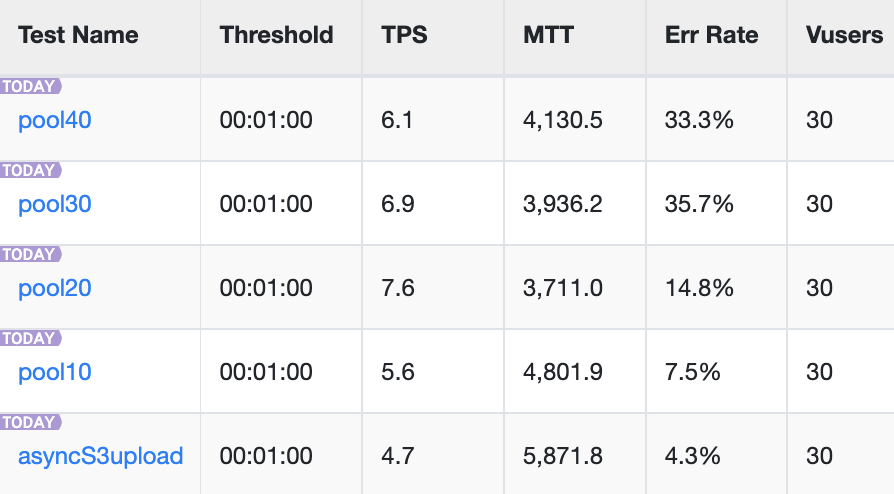 Test Name Threshold TPS MTT Err Rate Vusers
TODAY
pool40 00:01:00 6.1 4,130.5 33.3% 30
TODAY
pool30 00:01:00 6.9 3,936.2 35.7% 30
TODAY
pool20 00:01:00 7.6 3,711.0 14.8% 30
TODAY
pool10 00:01:00 5.6 4,801.9 7.5% 30
TODAY
asyncS3upload 00:01:00 4.7 5,871.8 4.3% 30